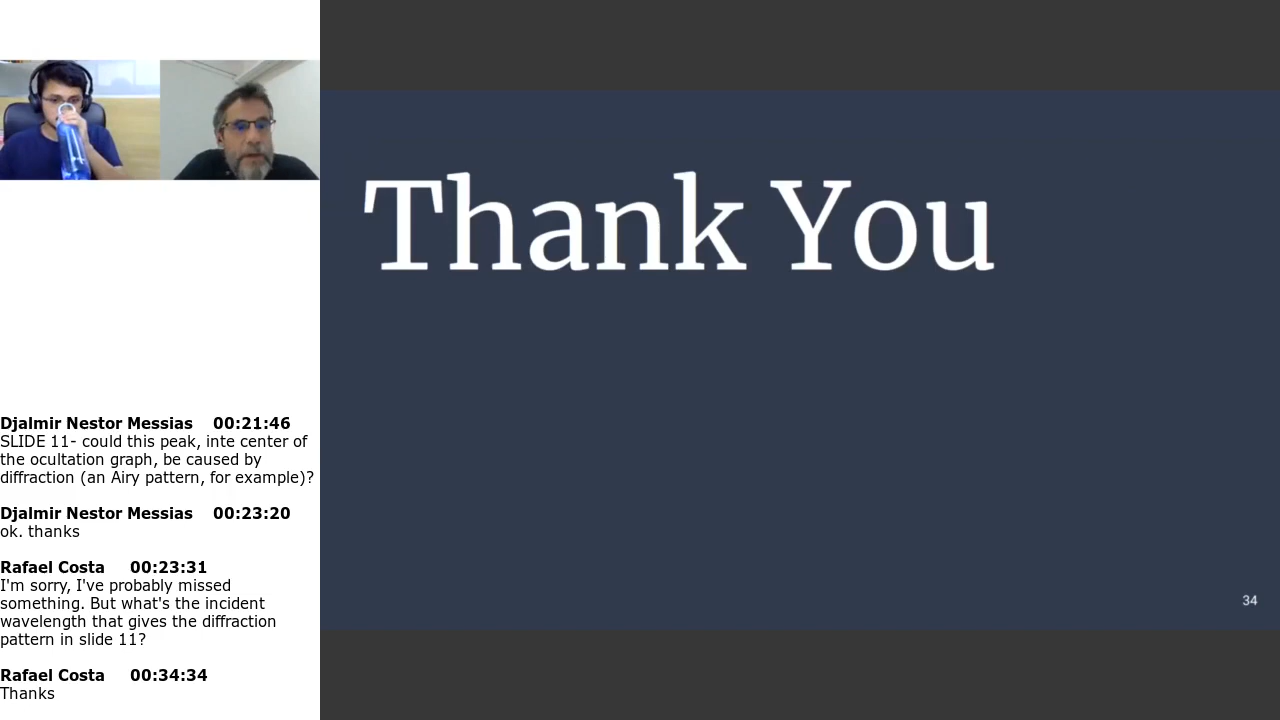 Thank You
34
Djalmir Nestor Messias 00:21:46
SLIDE 11- could this peak, inte center of
the ocultation graph, be caused by
diffraction (an Airy pattern, for example)?
Djalmir Nestor Messias 00:23:20
ok. thanks
Rafael Costa 00:23:31
I'm sorry, I've probably missed
something. But what's the incident
wavelength that gives the diffraction
pattern in slide 11?
Rafael Costa 00:34:34
Thanks